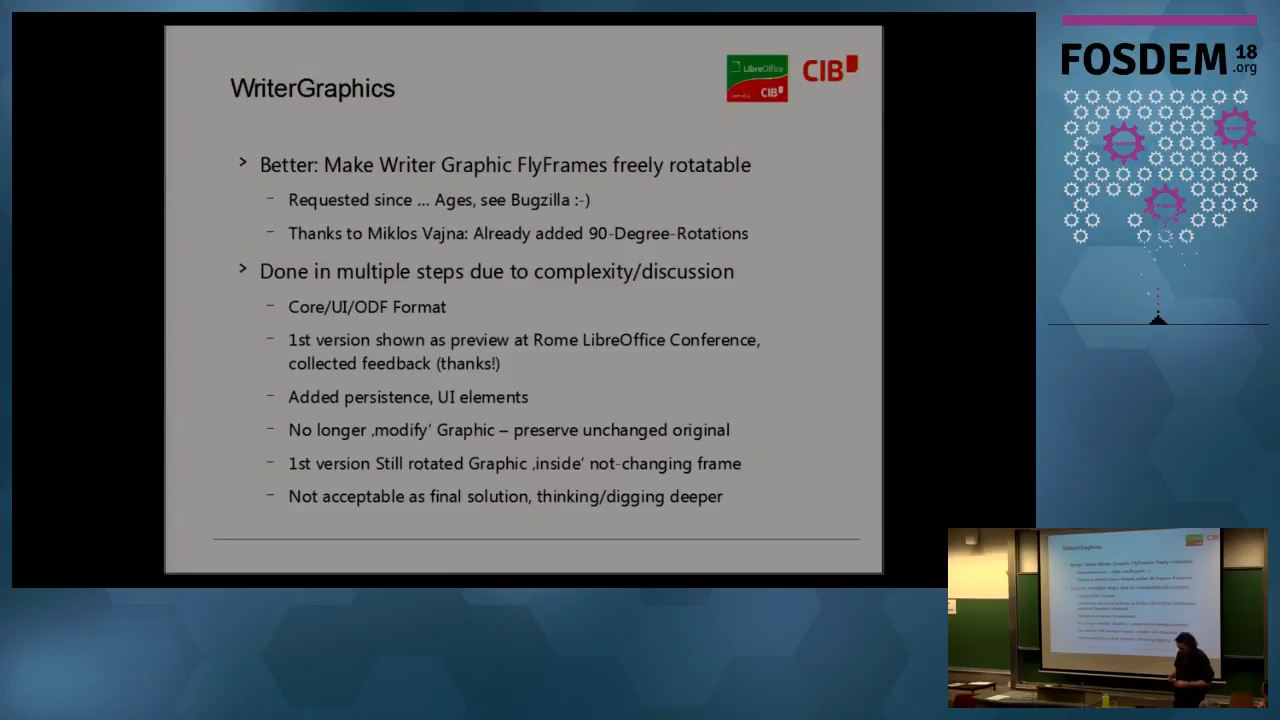 WriterGraphics
LibreOffice
CIB
CIB
> Better: Make Writer Graphic FlyFrames freely rotatable
– Requested since ... Ages, see Bugzilla :-)
– Thanks to Miklos Vajna: Already added 90-Degree-Rotations
> Done in multiple steps due to complexity/discussion
– Core/UI/ODF Format
– 1st version shown as preview at Rome LibreOffice Conference,
collected feedback (thanks!)
– Added persistence, UI elements
– No longer ‚modify’ Graphic – preserve unchanged original
– 1st version Still rotated Graphic ‚inside’ not-changing frame
– Not acceptable as final solution, thinking/digging deeper
FOSDEM 18
.org